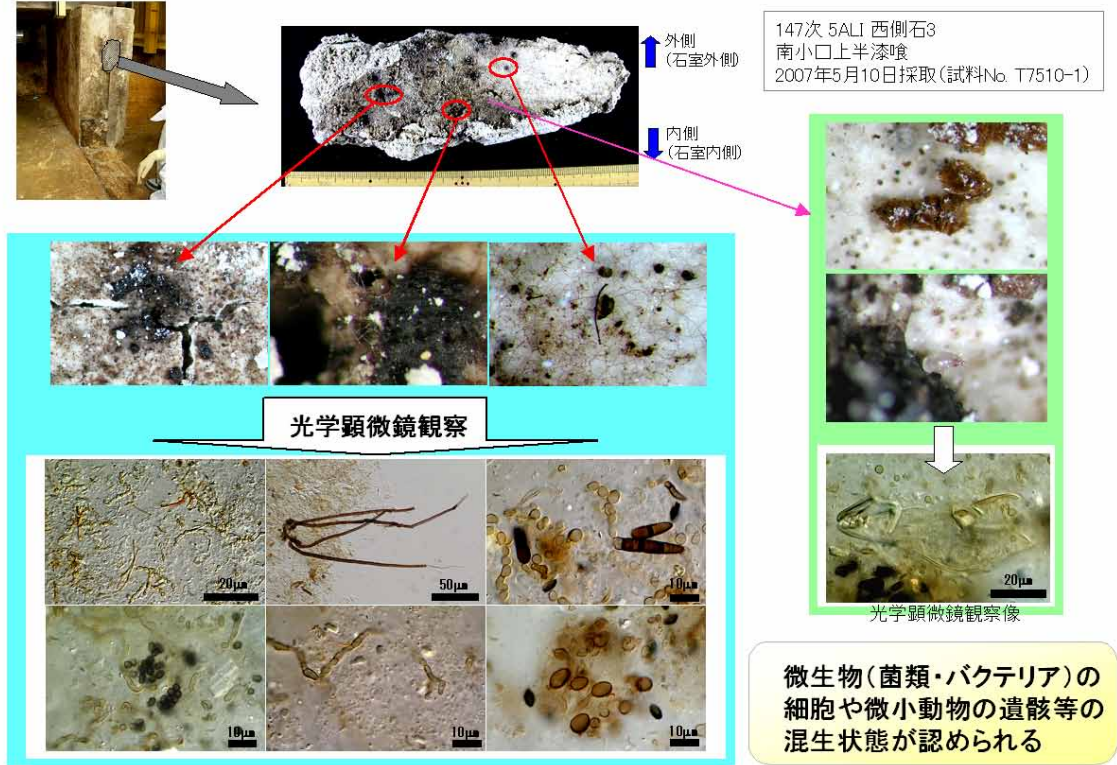 147次 5ALI 西側石3
南小口上半漆喰
2007年5月10日採取(試料No. T7510-1)
外側
(石室外側)
内側
(石室内側)
光学顕微鏡観察
20μm
50μm
10μm
10μm
10μm
10μm
20μm
光学顕微鏡観察像
微生物(菌類・バクテリア)の
細胞や微小動物の遺骸等の
混生状態が認められる